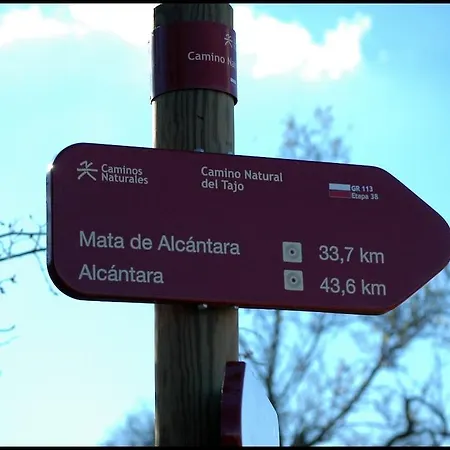 Camino
Caminos
Naturales
Camino Natural
del Tajo
GR 113
Etapa 38
Mata de Alcántara 33,7 km
Alcántara 43,6 km